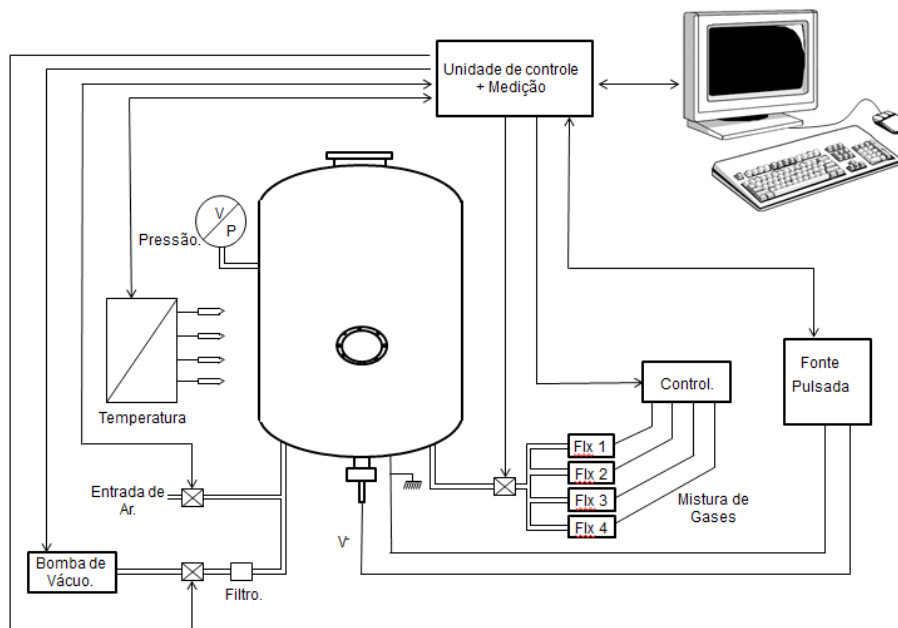 Unidade de controle
+ Medição
V
P
Pressão.
Temperatura
Control.
Fonte
Pulsada
Flx 1
Flx 2
Flx 3
Flx 4
Mistura de
Gases
Entrada de
Ar.
V-
Bomba de
Vácuo.
Filtro.